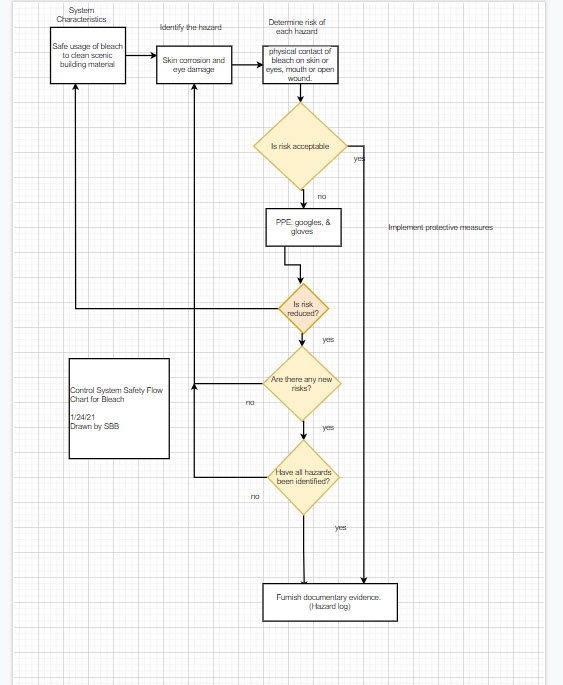 System
Characteristics
Identify the hazard
Determine risk of
each hazard
Safe usage of bleach
to clean scenic
building material
Skin corrosion and
eye damage
physical contact of
bleach on skin or
eyes, mouth or open
wound.
Is risk acceptable
yes
no
PPE: googles, &
gloves
Implement protective measures
Is risk
reduced?
yes
Are there any new
risks?
no
yes
Control System Safety Flow
Chart for Bleach
1/24/21
Drawn by SBB
Have all hazards
been identified?
no
yes
Furnish documentary evidence.
(Hazard log)